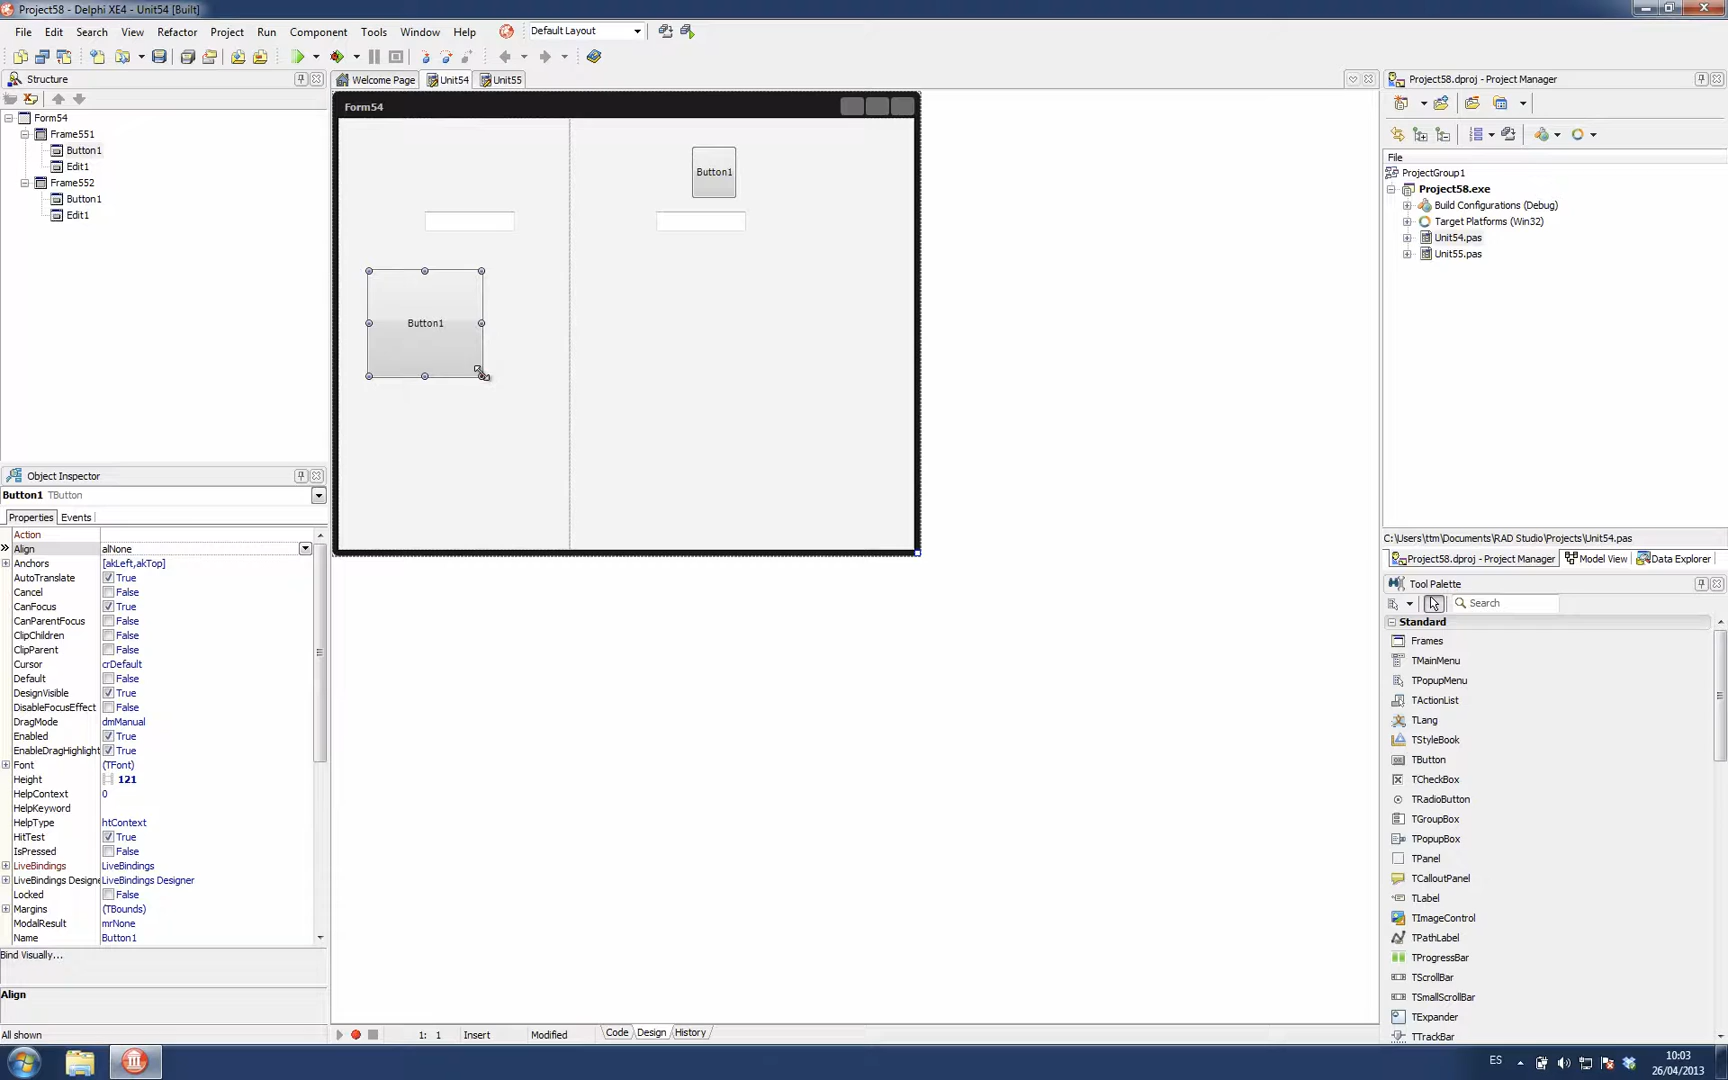 Project58 - Delphi XE4 - Unit54 [Built]
File Edit Search View Refactor Project Run Component Tools Window Help Default Layout
Structure
Form54
Frame551
Button1
Edit1
Frame552
Button1
Edit1
Object Inspector
Button1 TButton
Properties Events
Action
Align alNone
Anchors [akLeft,akTop]
AutoTranslate True
Cancel False
CanFocus True
CanParentFocus False
ClipChildren False
ClipParent False
Cursor crDefault
Default False
DesignVisible True
DisableFocusEffect False
DragMode dmManual
Enabled True
EnableDragHighlight True
Font (TFont)
Height 121
HelpContext 0
HelpKeyword
HelpType htContext
HitTest True
IsPressed False
LiveBindings LiveBindings
LiveBindings Designe LiveBindings Designer
Locked False
Margins (TBounds)
ModalResult mrNone
Name Button1
Bind Visually...
Align
All shown
Welcome Page Unit54 Unit55
Form54
Button1
Button1
1: 1 Insert Modified Code Design History
Project58.dproj - Project Manager
File
ProjectGroup1
Project58.exe
Build Configurations (Debug)
Target Platforms (Win32)
Unit54.pas
Unit55.pas
C:\Users\ttm\Documents\RAD Studio\Projects\Unit54.pas
Project58.dproj - Project Manager Model View Data Explorer
Tool Palette
Search
Standard
Frames
TMainMenu
TPopupMenu
TActionList
TLang
TStyleBook
TButton
TCheckBox
TRadioButton
TGroupBox
TPopupBox
TPanel
TCalloutPanel
TLabel
TImageControl
TPathLabel
TProgressBar
TScrollBar
TSmallScrollBar
TExpander
TTrackBar
ES
10:03
26/04/2013